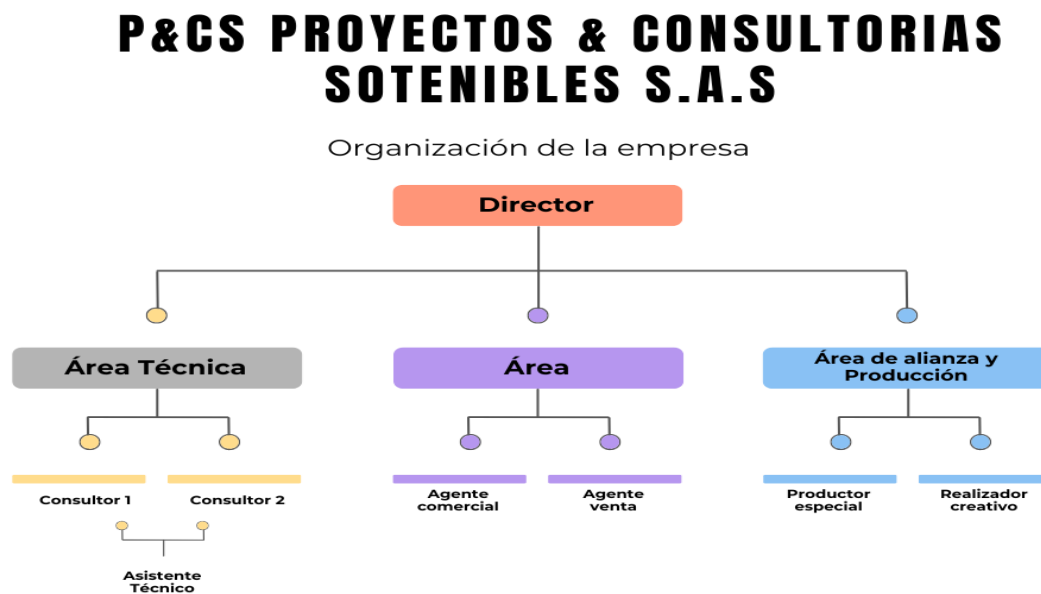 P&CS PROYECTOS & CONSULTORIAS
SOTENIBLES S.A.S
Organización de la empresa
Director
Área Técnica
Área
Área de alianza y
Producción
Consultor 1
Consultor 2
Agente
comercial
Agente
venta
Productor
especial
Realizador
creativo
Asistente
Técnico